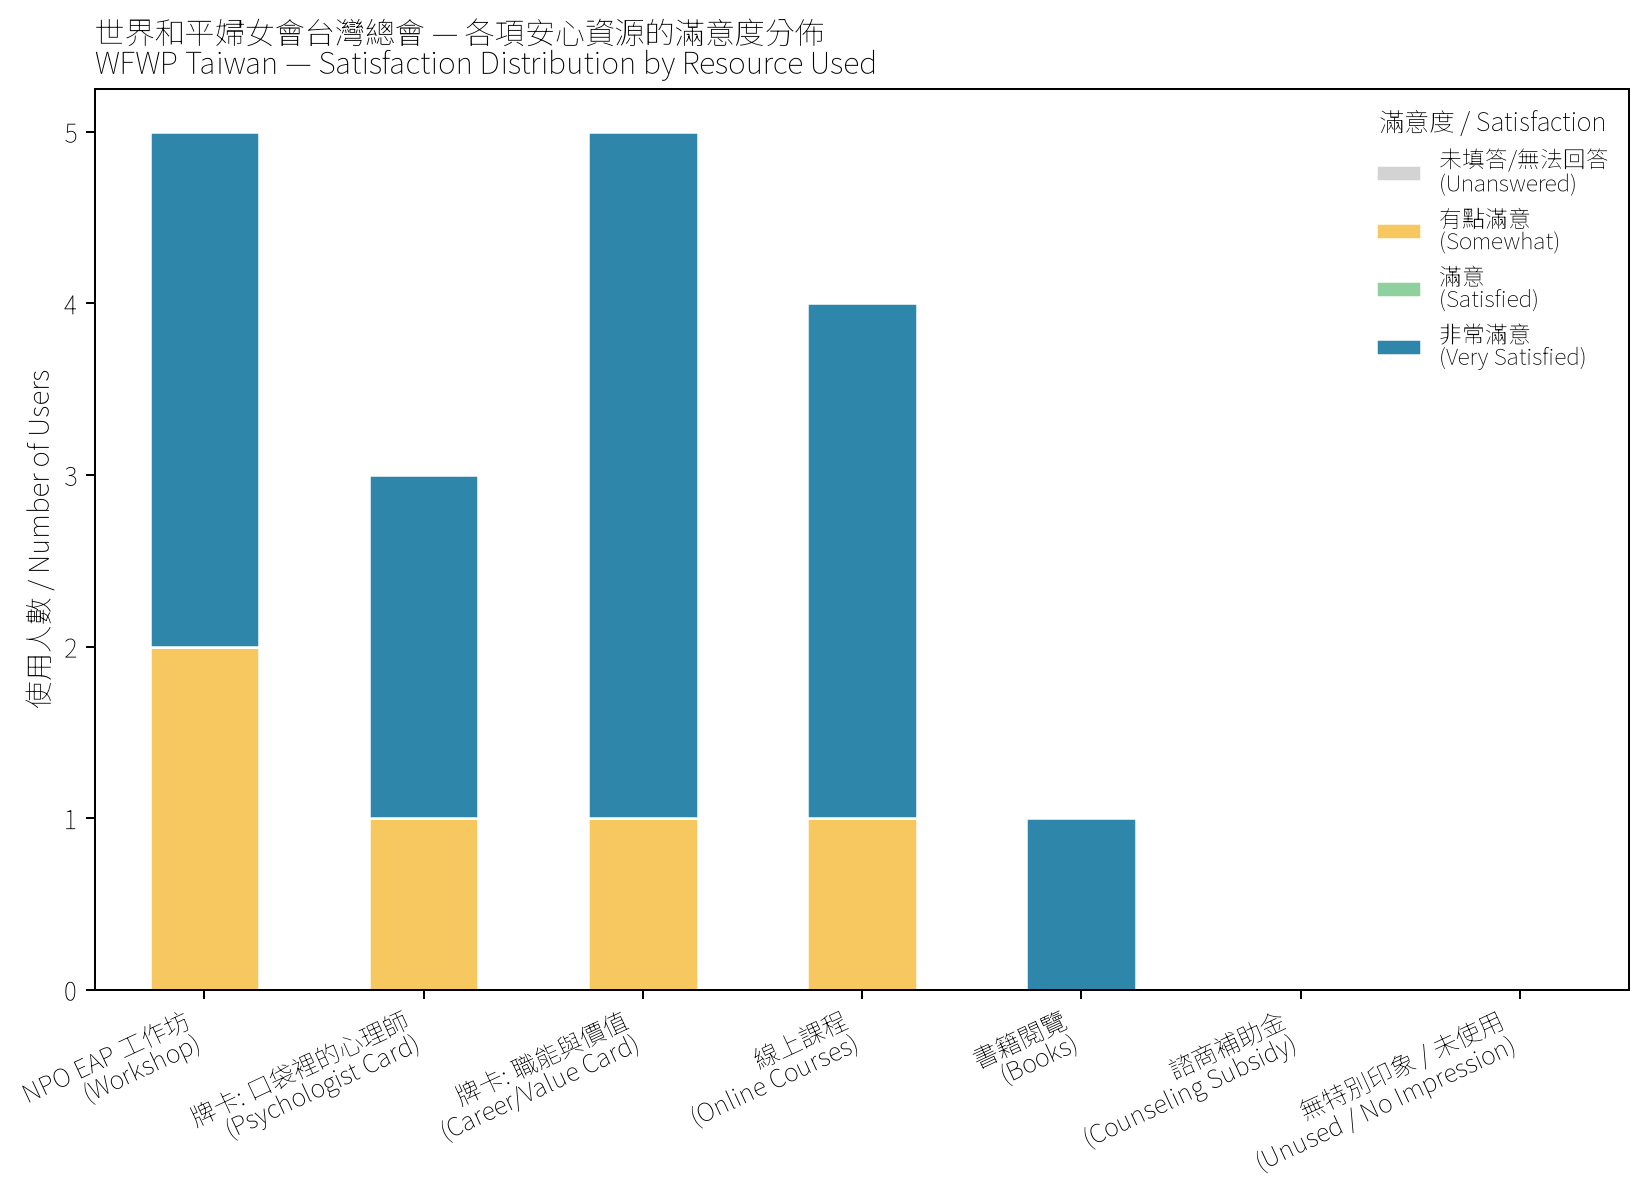 世界和平婦女會台灣總會 — 各項安心資源的滿意度分佈
WFWP Taiwan — Satisfaction Distribution by Resource Used
滿意度 / Satisfaction
未填答/無法回答
(Unanswered)
有點滿意
(Somewhat)
滿意
(Satisfied)
非常滿意
(Very Satisfied)
使用人數 / Number of Users
5
4
3
2
1
0
NPO EAP 工作坊
(Workshop)
牌卡: 口袋裡的心理師
(Psychologist Card)
牌卡: 職能與價值
(Career/Value Card)
線上課程
(Online Courses)
書籍閱覽
(Books)
諮商補助金
(Counseling Subsidy)
無特別印象 / 未使用
(Unused / No Impression)